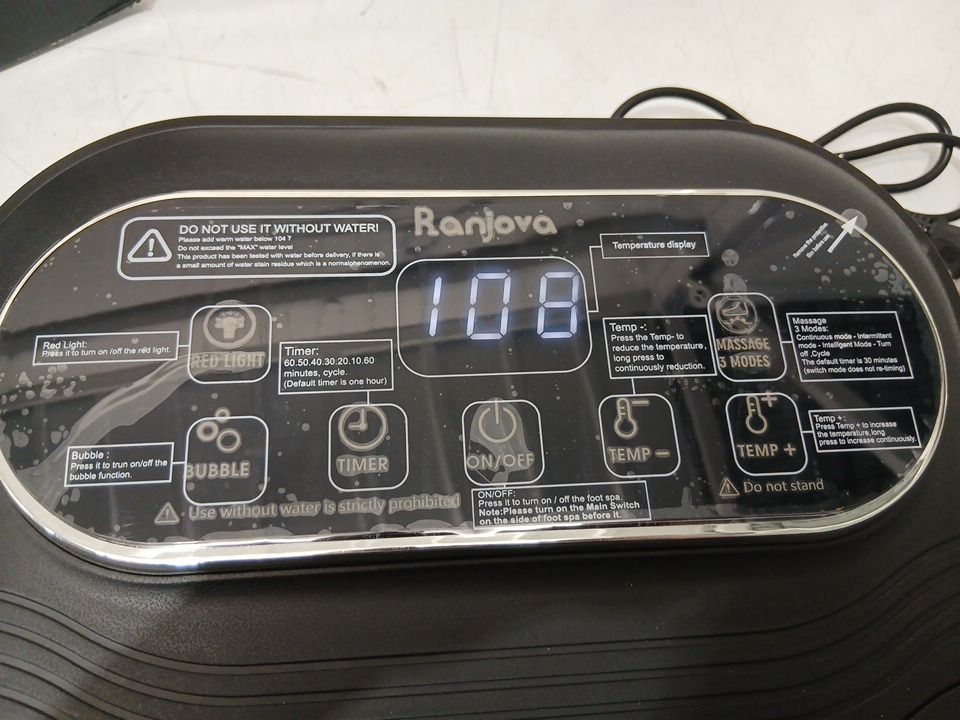 Ranjova
DO NOT USE IT WITHOUT WATER!
Please add warm water below 104 ?
Do not exceed the "MAX" water level
This product has been tested with water before delivery, if there is
a small amount of water stain residue which is a normalphenomenon.
108
Temperature display
Red Light:
Press it to turn on /off the red light.
RED LIGHT
Timer:
60.50.40.30.20.10.60
minutes, cycle.
(Default timer is one hour)
Temp -:
Press the Temp- to
reduce the temperature,
long press to
continuously reduction.
MASSAGE
3 MODES
Massage
3 Modes:
Continuous mode - Intermittent
mode - Intelligent Mode - Turn
off ,Cycle
The default timer is 30 minutes
(switch mode does not re-timing)
Bubble :
Press it to trun on/off the
bubble function.
BUBBLE
TIMER
ON/OFF
TEMP −
TEMP +
Temp +:
Press Temp + to increase
the temperature,long
press to increase continuously.
Use without water is strictly prohibited
ON/OFF:
Press it to turn on / off the foot spa.
Note:Please turn on the Main Switch
on the side of foot spa before it.
Do not stand